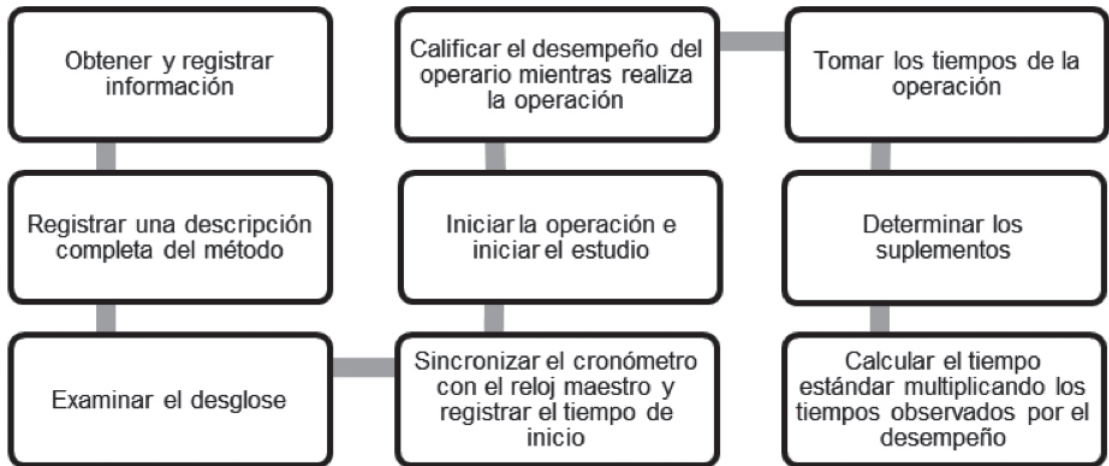 Obtener y registrar
información
Registrar una descripción
completa del método
Examinar el desglose
Sincronizar el cronómetro
con el reloj maestro y
registrar el tiempo de
inicio
Iniciar la operación e
iniciar el estudio
Calificar el desempeño del
operario mientras realiza
la operación
Tomar los tiempos de la
operación
Determinar los
suplementos
Calcular el tiempo
estándar multiplicando los
tiempos observados por el
desempeño